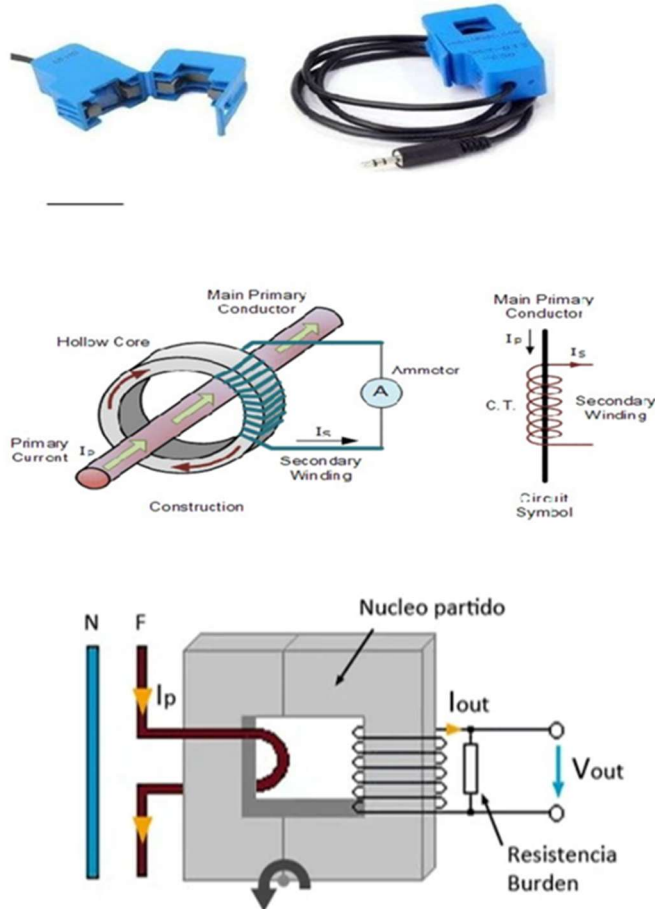 Main Primary
Conductor
Hollow Core
Ammeter
A
Primary
Current
Ip
Is
Secondary
Winding
Construction
Main Primary
Conductor
Ip
Is
C.T.
Secondary
Winding
Circuit
Symbol
Nucleo partido
N F
Ip
Iout
Vout
Resistencia
Burden